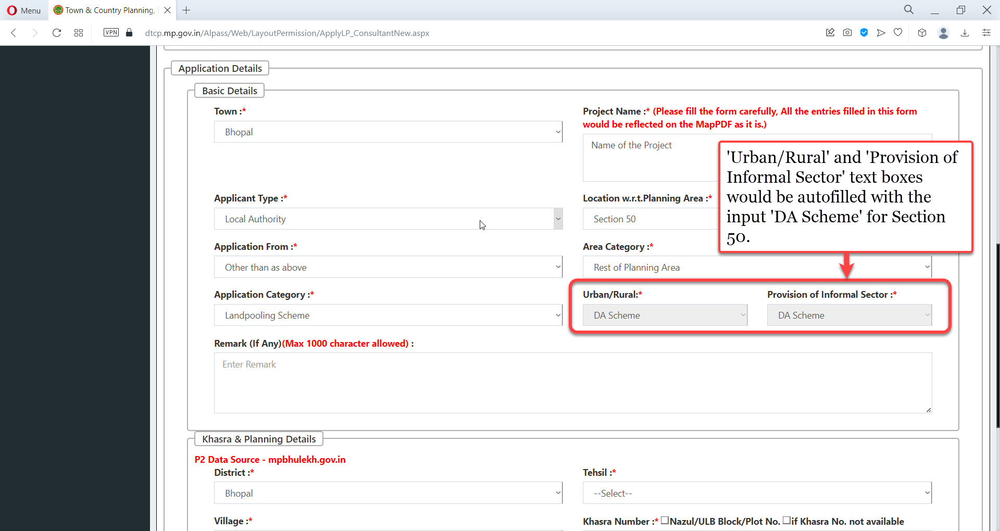 Menu
Town & Country Planning,
VPN
dtcp.mp.gov.in/Alpass/Web/LayoutPermission/ApplyLP_ConsultantNew.aspx
Application Details
Basic Details
Town :*
Bhopal
Project Name :* (Please fill the form carefully, All the entries filled in this form
would be reflected on the MapPDF as it is.)
Name of the Project
'Urban/Rural' and 'Provision of
Informal Sector' text boxes
would be autofilled with the
input 'DA Scheme' for Section
50.
Applicant Type :*
Local Authority
Location w.r.t.Planning Area :*
Section 50
Application From :*
Other than as above
Area Category :*
Rest of Planning Area
Application Category :*
Landpooling Scheme
Urban/Rural:*
DA Scheme
Provision of Informal Sector :*
DA Scheme
Remark (If Any)(Max 1000 character allowed) :
Enter Remark
Khasra & Planning Details
P2 Data Source - mpbhulekh.gov.in
District :*
Bhopal
Tehsil :*
--Select--
Village :*
Khasra Number :* Nazul/ULB Block/Plot No. if Khasra No. not available